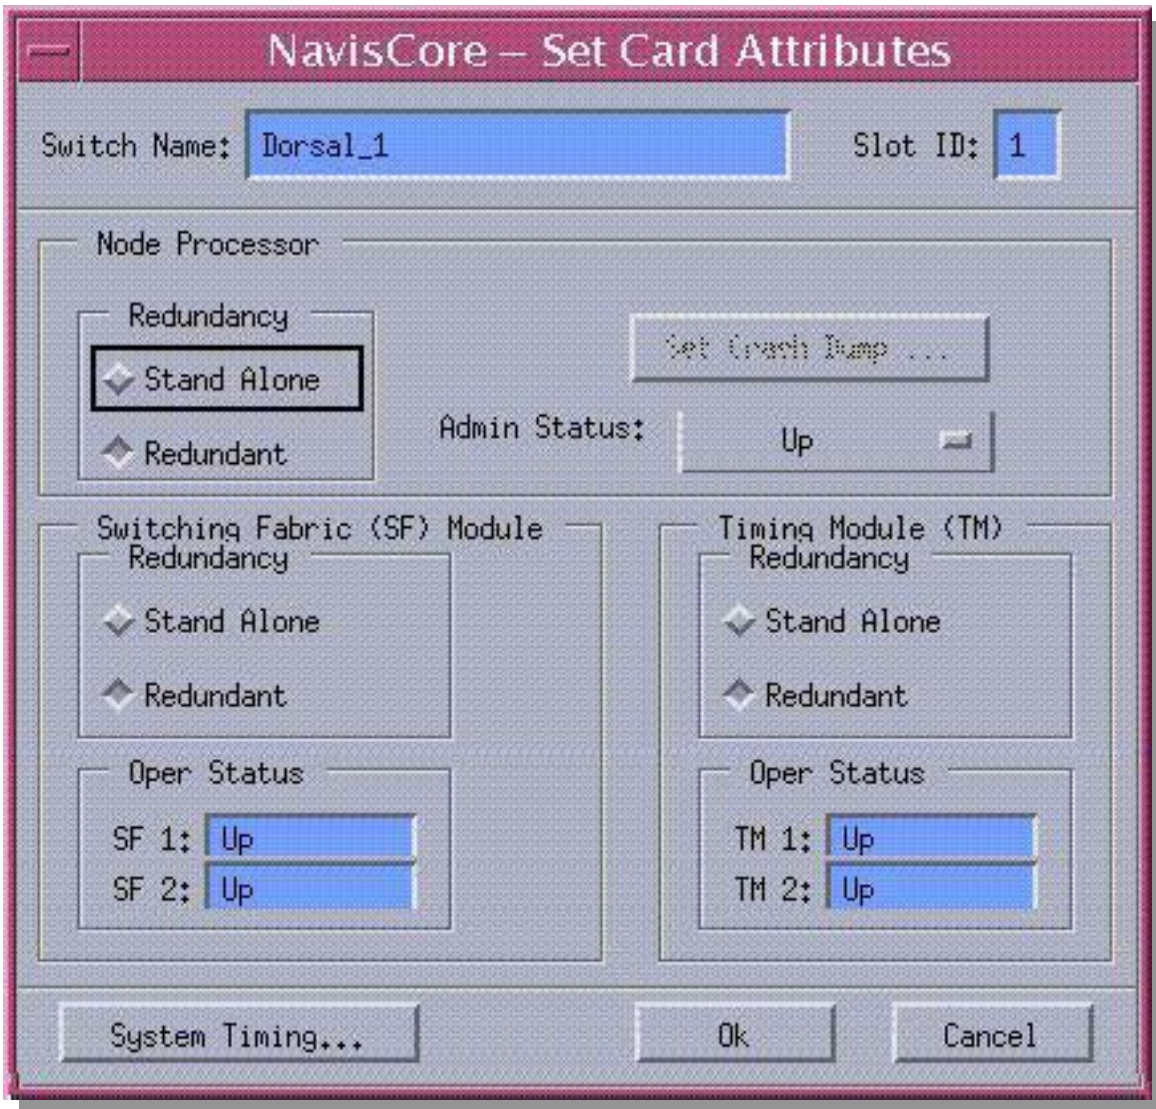 NavisCore – Set Card Attributes
Switch Name: Dorsal_1 Slot ID: 1
Node Processor
Redundancy
Set Crash Dump ...
Stand Alone
Admin Status: Up
Redundant
Switching Fabric (SF) Module
Redundancy
Stand Alone
Redundant
Oper Status
SF 1: Up
SF 2: Up
Timing Module (TM)
Redundancy
Stand Alone
Redundant
Oper Status
TM 1: Up
TM 2: Up
System Timing... Ok Cancel